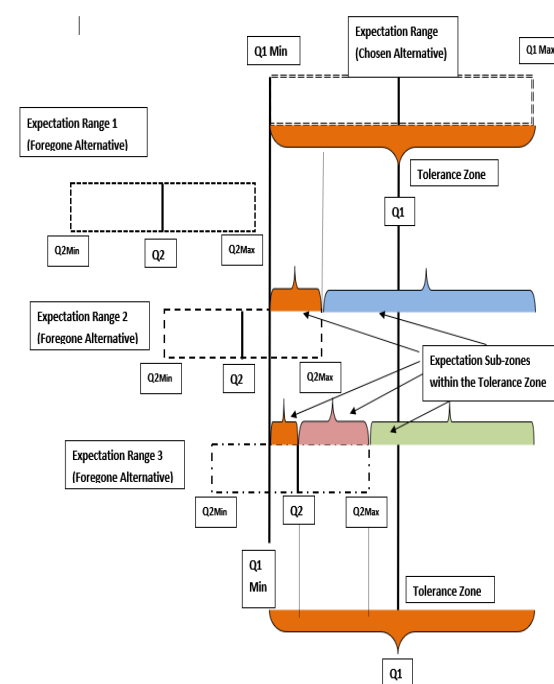 Expectation Range
(Chosen Alternative)
Q1 Min
Q1 Max
Expectation Range 1
(Foregone Alternative)
Tolerance Zone
Q1
Q2Min
Q2
Q2Max
Expectation Range 2
(Foregone Alternative)
Q2Min
Q2
Q2Max
Expectation Sub-zones
within the Tolerance Zone
Expectation Range 3
(Foregone Alternative)
Q2Min
Q2
Q2Max
Q1
Min
Tolerance Zone
Q1